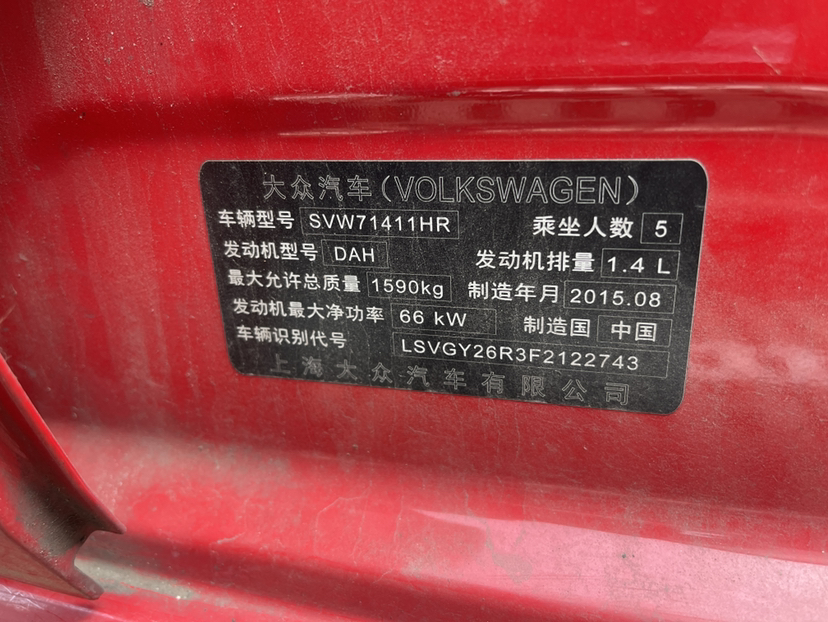 大众汽车(VOLKSWAGEN)
车辆型号 SVW71411HR 乘坐人数 5
发动机型号 DAH 发动机排量 1.4 L
最大允许总质量 1590kg 制造年月 2015.08
发动机最大净功率 66 kW 制造国 中国
车辆识别代号 LSVGY26R3F2122743
上海大众汽车有限公司